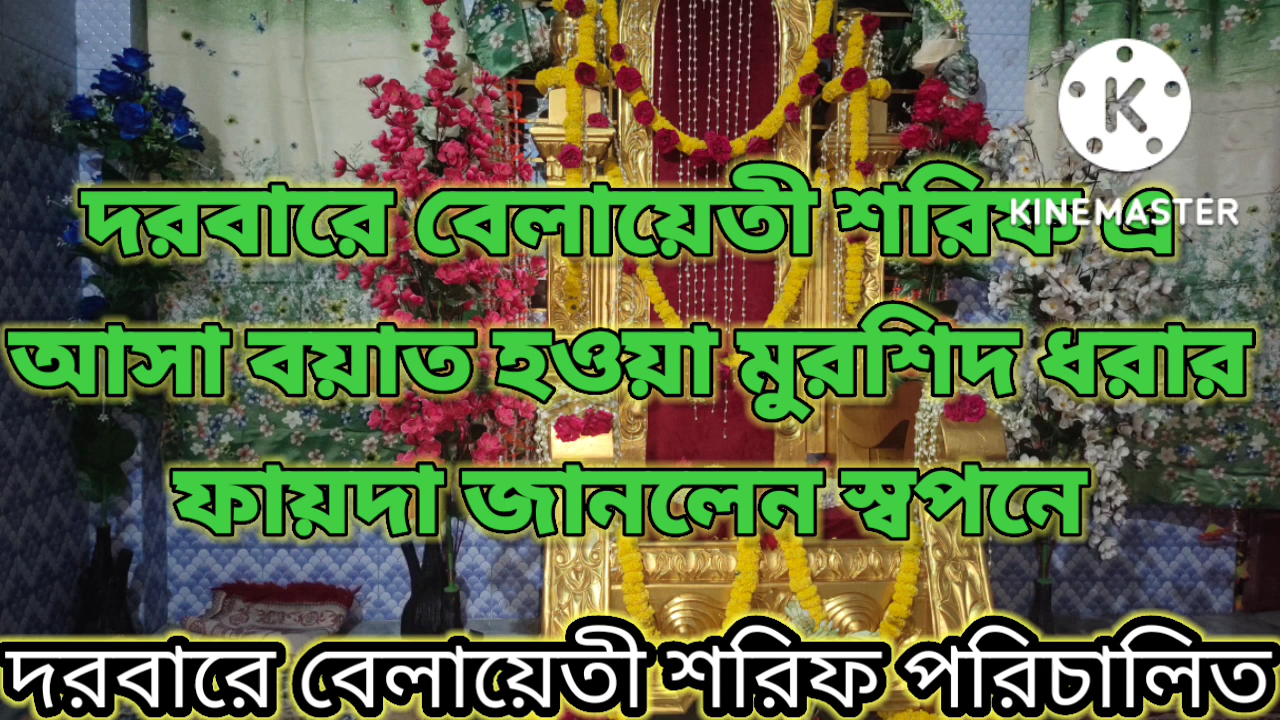 দরবারে বেলায়েতী শরিফ এ
KINEMASTER
আসা বয়াত হওয়া মুরশিদ ধরার
ফায়দা জানলেন স্বপনে
দরবারে বেলায়েতী শরিফ পরিচালিত